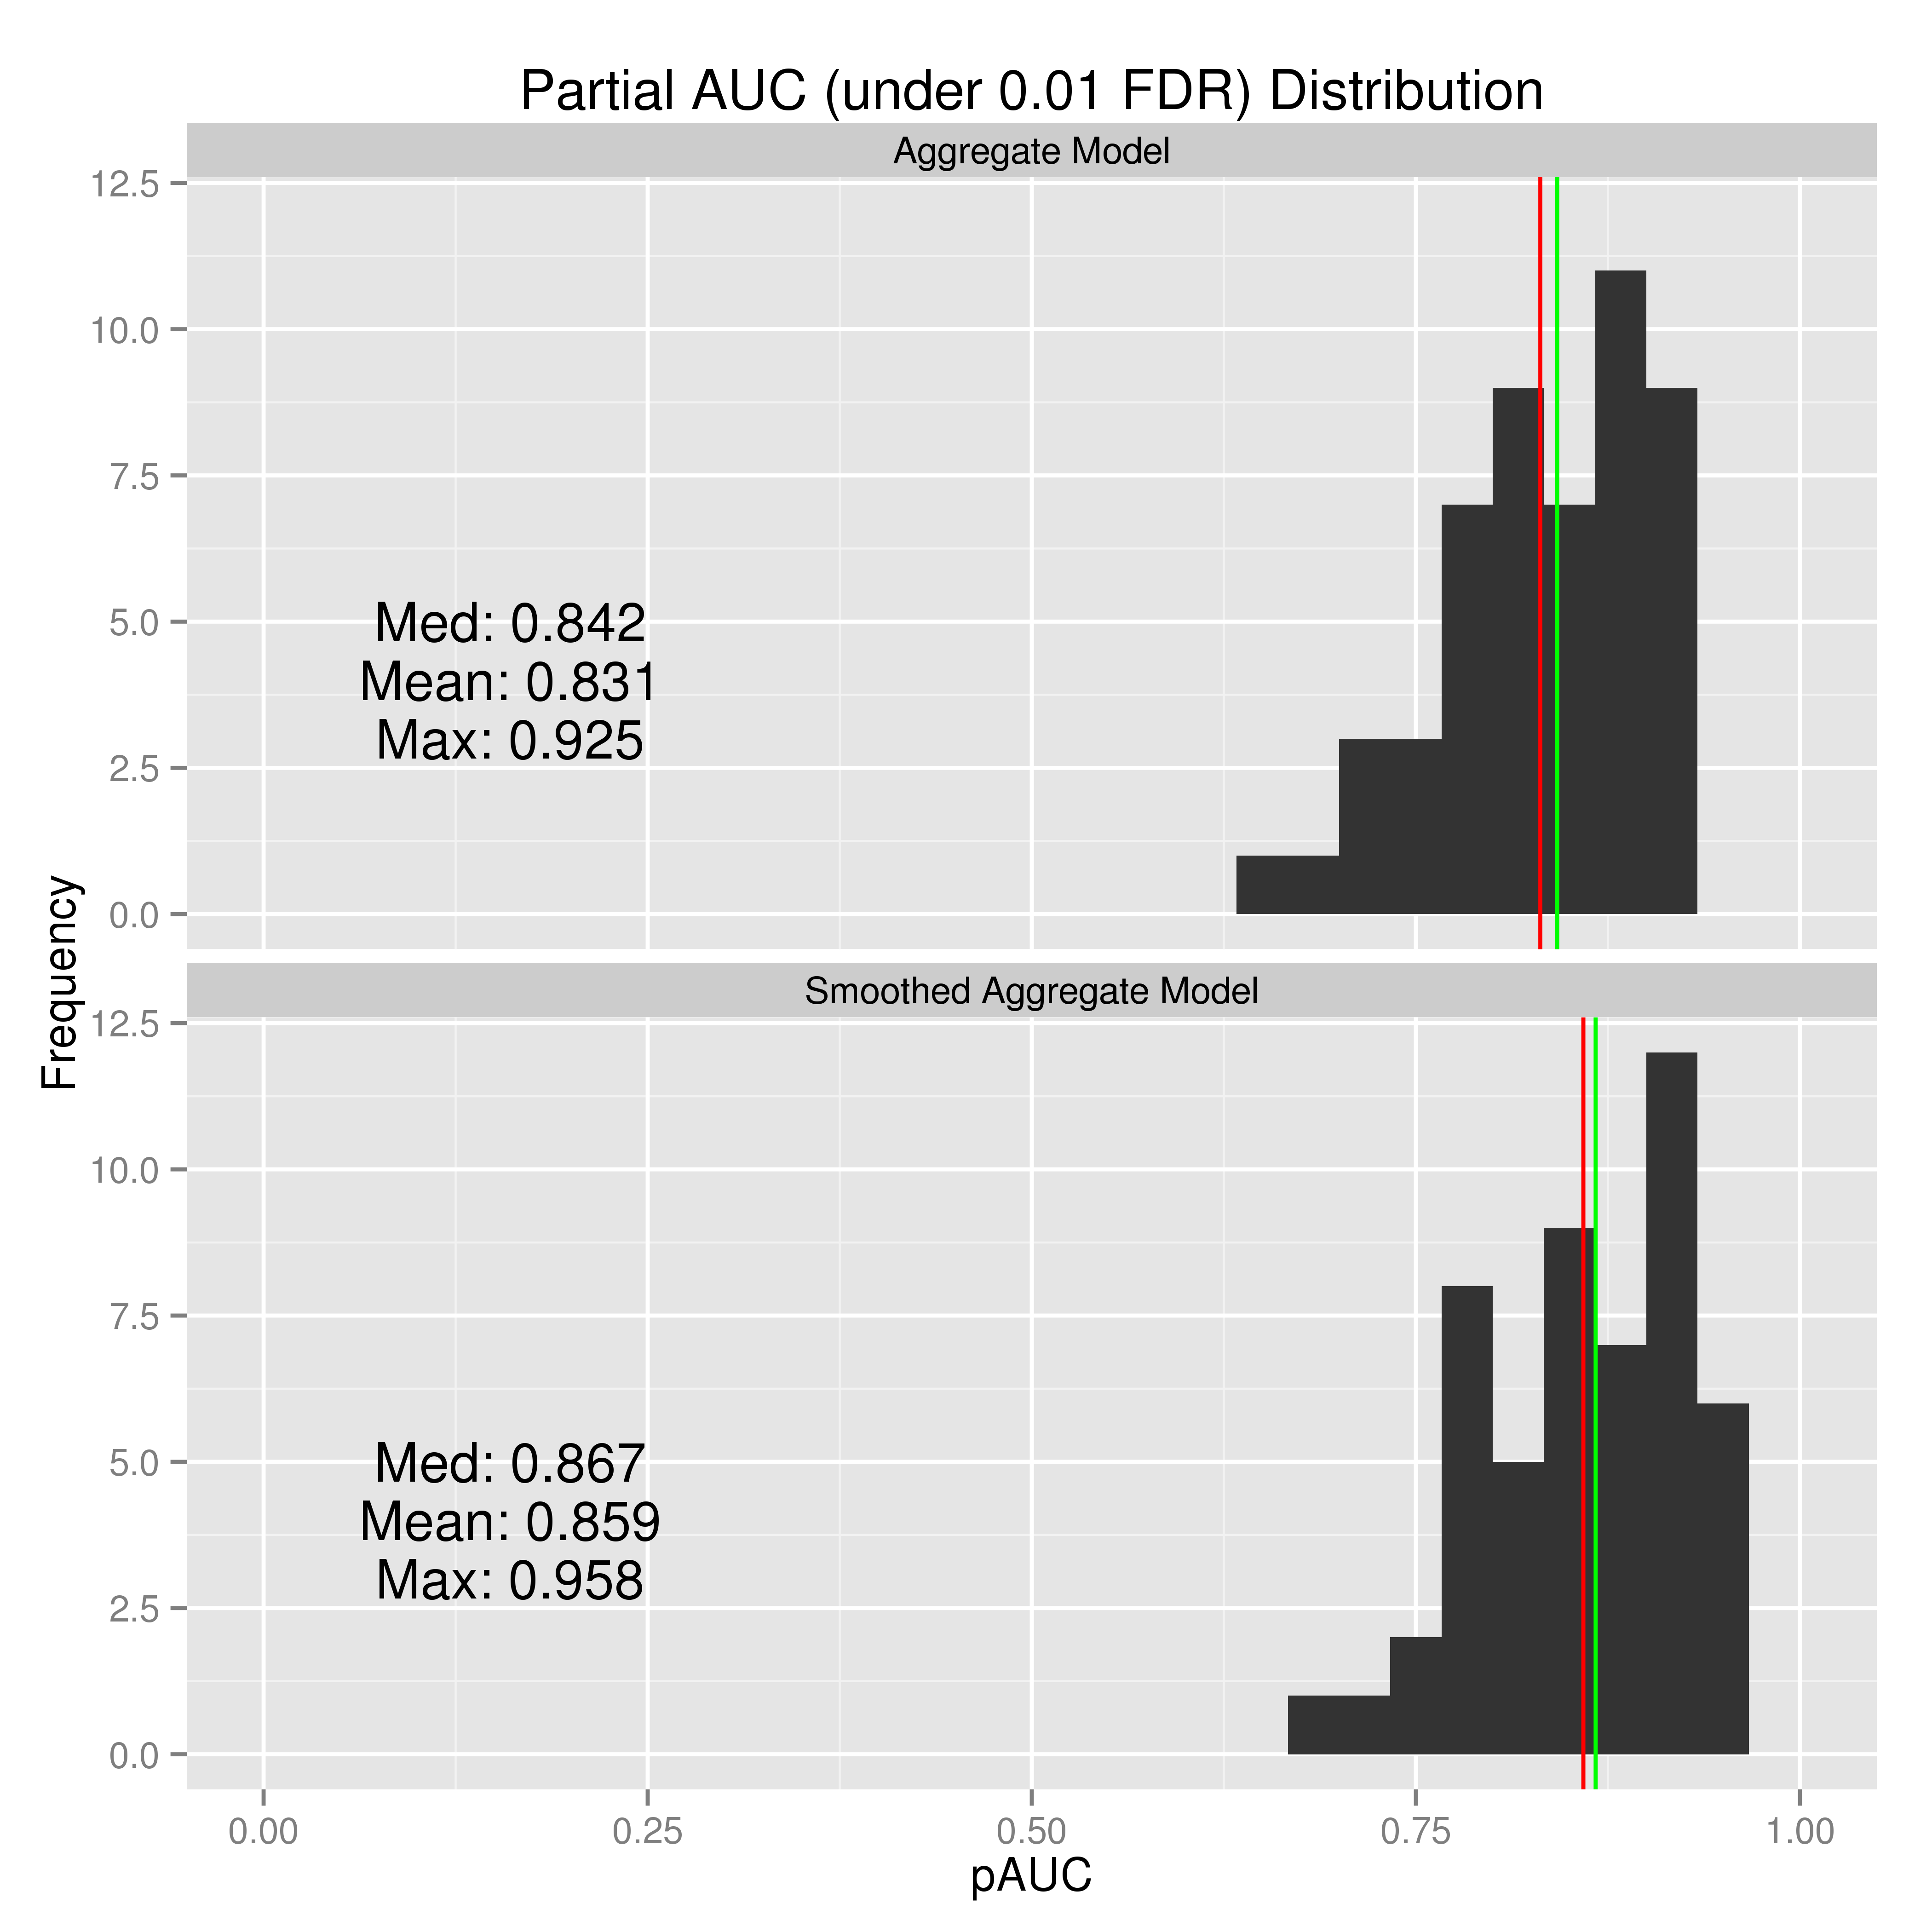 Partial AUC (under 0.01 FDR) Distribution
Aggregate Model
12.5
10.0
7.5
5.0
2.5
0.0
Med: 0.842
Mean: 0.831
Max: 0.925
Frequency
Smoothed Aggregate Model
12.5
10.0
7.5
5.0
2.5
0.0
Med: 0.867
Mean: 0.859
Max: 0.958
0.00 0.25 0.50 0.75 1.00
pAUC